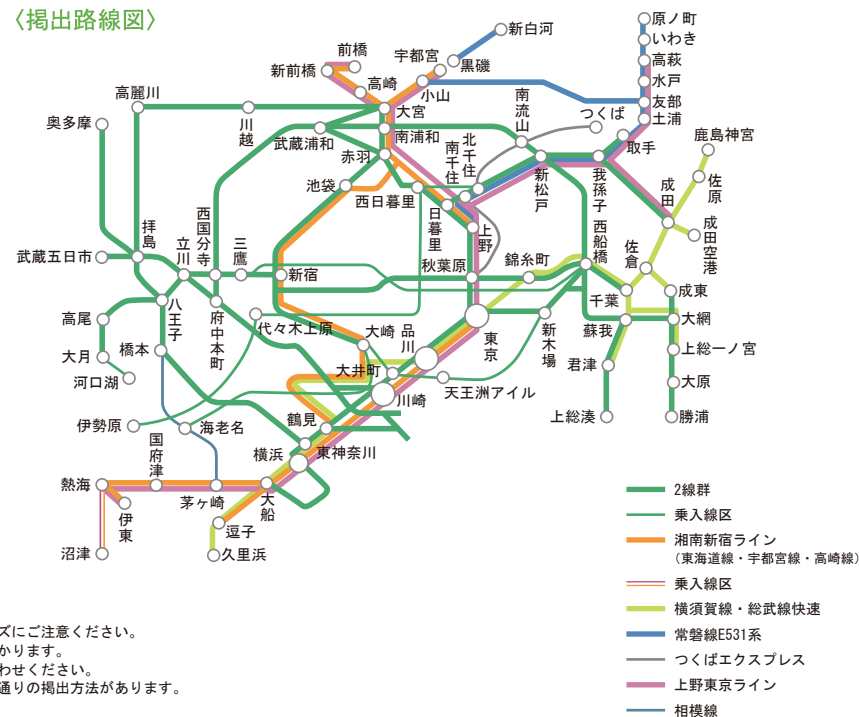 〈掲出路線図〉
新白河
原ノ町
いわき
高萩
水戸
友部
土浦
前橋
宇都宮
黒磯
新前橋
高崎
小山
高麗川
川越
大宮
南流山
つくば
奥多摩
武蔵浦和
南浦和
北千住
南千住
取手
鹿島神宮
赤羽
新松戸
我孫子
成田
佐原
池袋
西日暮里
日暮里
上野
成田空港
拝島
立川
西国分寺
三鷹
武蔵五日市
新宿
秋葉原
錦糸町
西船橋
佐倉
千葉
成東
八王子
府中本町
代々木上原
大崎
品川
東京
新木場
蘇我
大網
高尾
橋本
大月
河口湖
大井町
天王洲アイル
君津
上総一ノ宮
大原
川崎
伊勢原
海老名
鶴見
上総湊
勝浦
国府津
横浜
東神奈川
熱海
伊東
茅ヶ崎
大船
逗子
沼津
久里浜
2線群
乗入線区
湘南新宿ライン
(東海道線・宇都宮線・高崎線)
乗入線区
横須賀線・総武線快速
常磐線E531系
つくばエクスプレス
上野東京ライン
相模線
ズにご注意ください。
かります。
わせください。
通りの掲出方法があります。